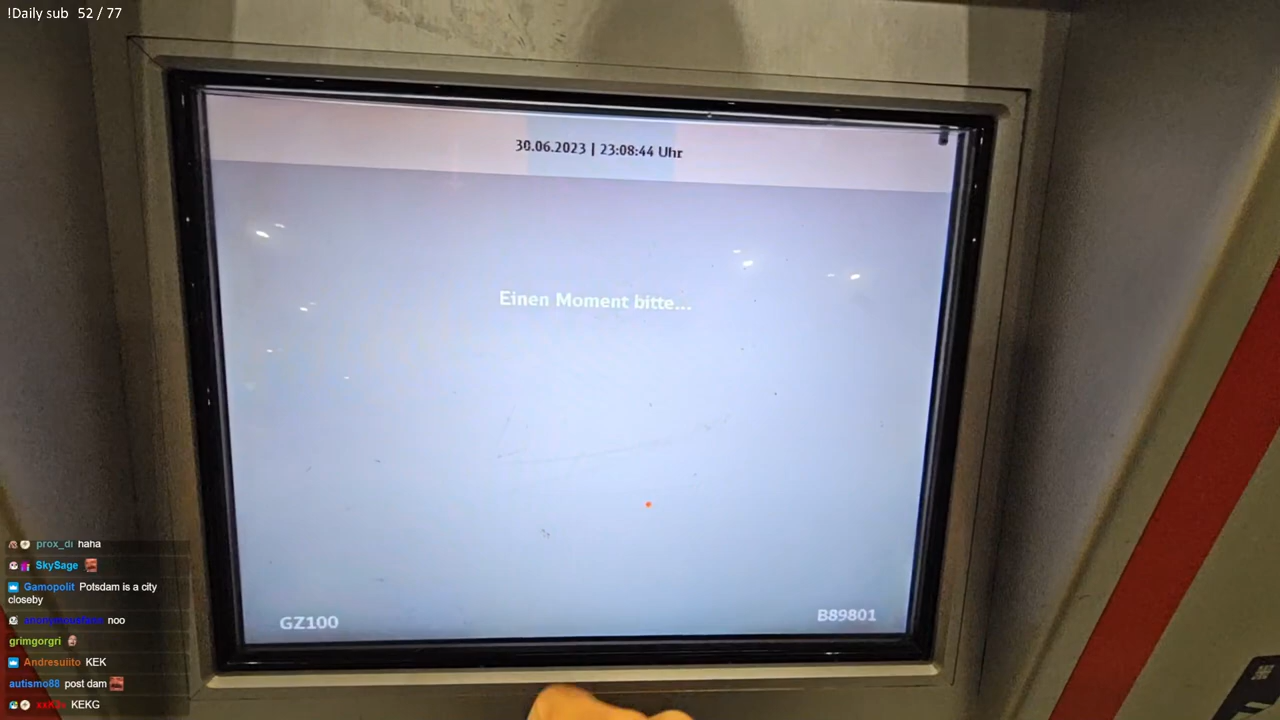 !Daily sub 52 / 77
30.06.2023 | 23:08:44 Uhr
Einen Moment bitte...
GZ100
B89801
prox_di haha
SkySage
Gamopolit Potsdam is a city
closeby
noo
grimgorgri
Andresuiito KEK
autismo88 post dam
KEKG